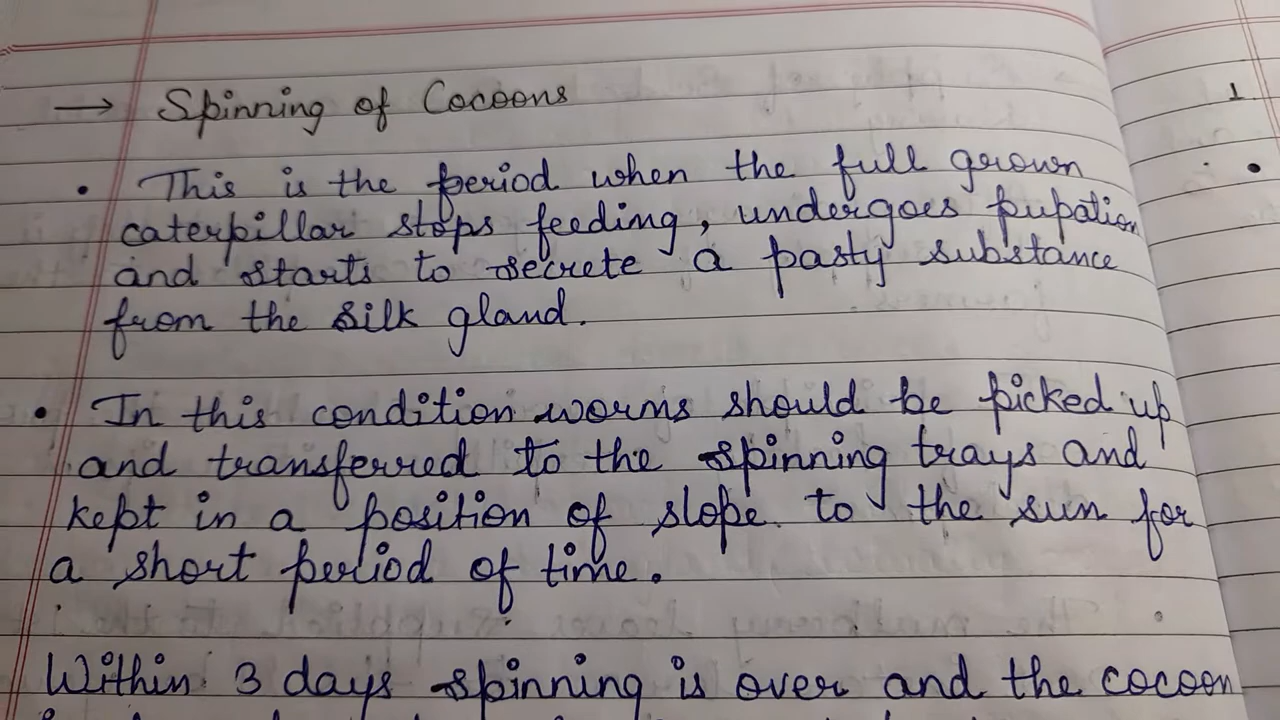 → Spinning of Cocoons
• This is the period when the full grown
caterpillar stops feeding, undergoes pupation
and starts to secrete a pasty substance
from the silk gland.
• In this condition worms should be picked up
and transferred to the spinning trays and
kept in a position of slope to the sun for
a short period of time.
Within 3 days spinning is over and the cocoon